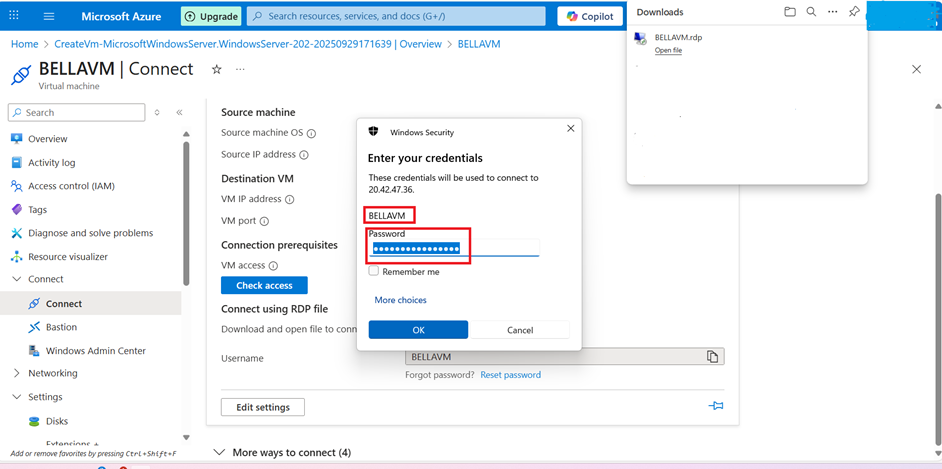 Microsoft Azure
Upgrade
Search resources, services, and docs (G+/)
Copilot
Downloads
BELLAVM.rdp
Open file
Home > CreateVm-MicrosoftWindowsServer.WindowsServer-202-20250929171639 | Overview > BELLAVM
BELLAVM | Connect
Virtual machine
Search
Overview
Activity log
Access control (IAM)
Tags
Diagnose and solve problems
Resource visualizer
Connect
Connect
Bastion
Windows Admin Center
Networking
Settings
Disks
Extensions +
Add or remove favorites by pressing Ctrl+Shift+F
Source machine
Source machine OS
Source IP address
Destination VM
VM IP address
VM port
Connection prerequisites
VM access
Check access
Connect using RDP file
Download and open file to conn
Username
BELLAVM
Forgot password? Reset password
Edit settings
More ways to connect (4)
Windows Security
Enter your credentials
These credentials will be used to connect to
20.42.47.36.
BELLAVM
Password
Remember me
More choices
OK
Cancel